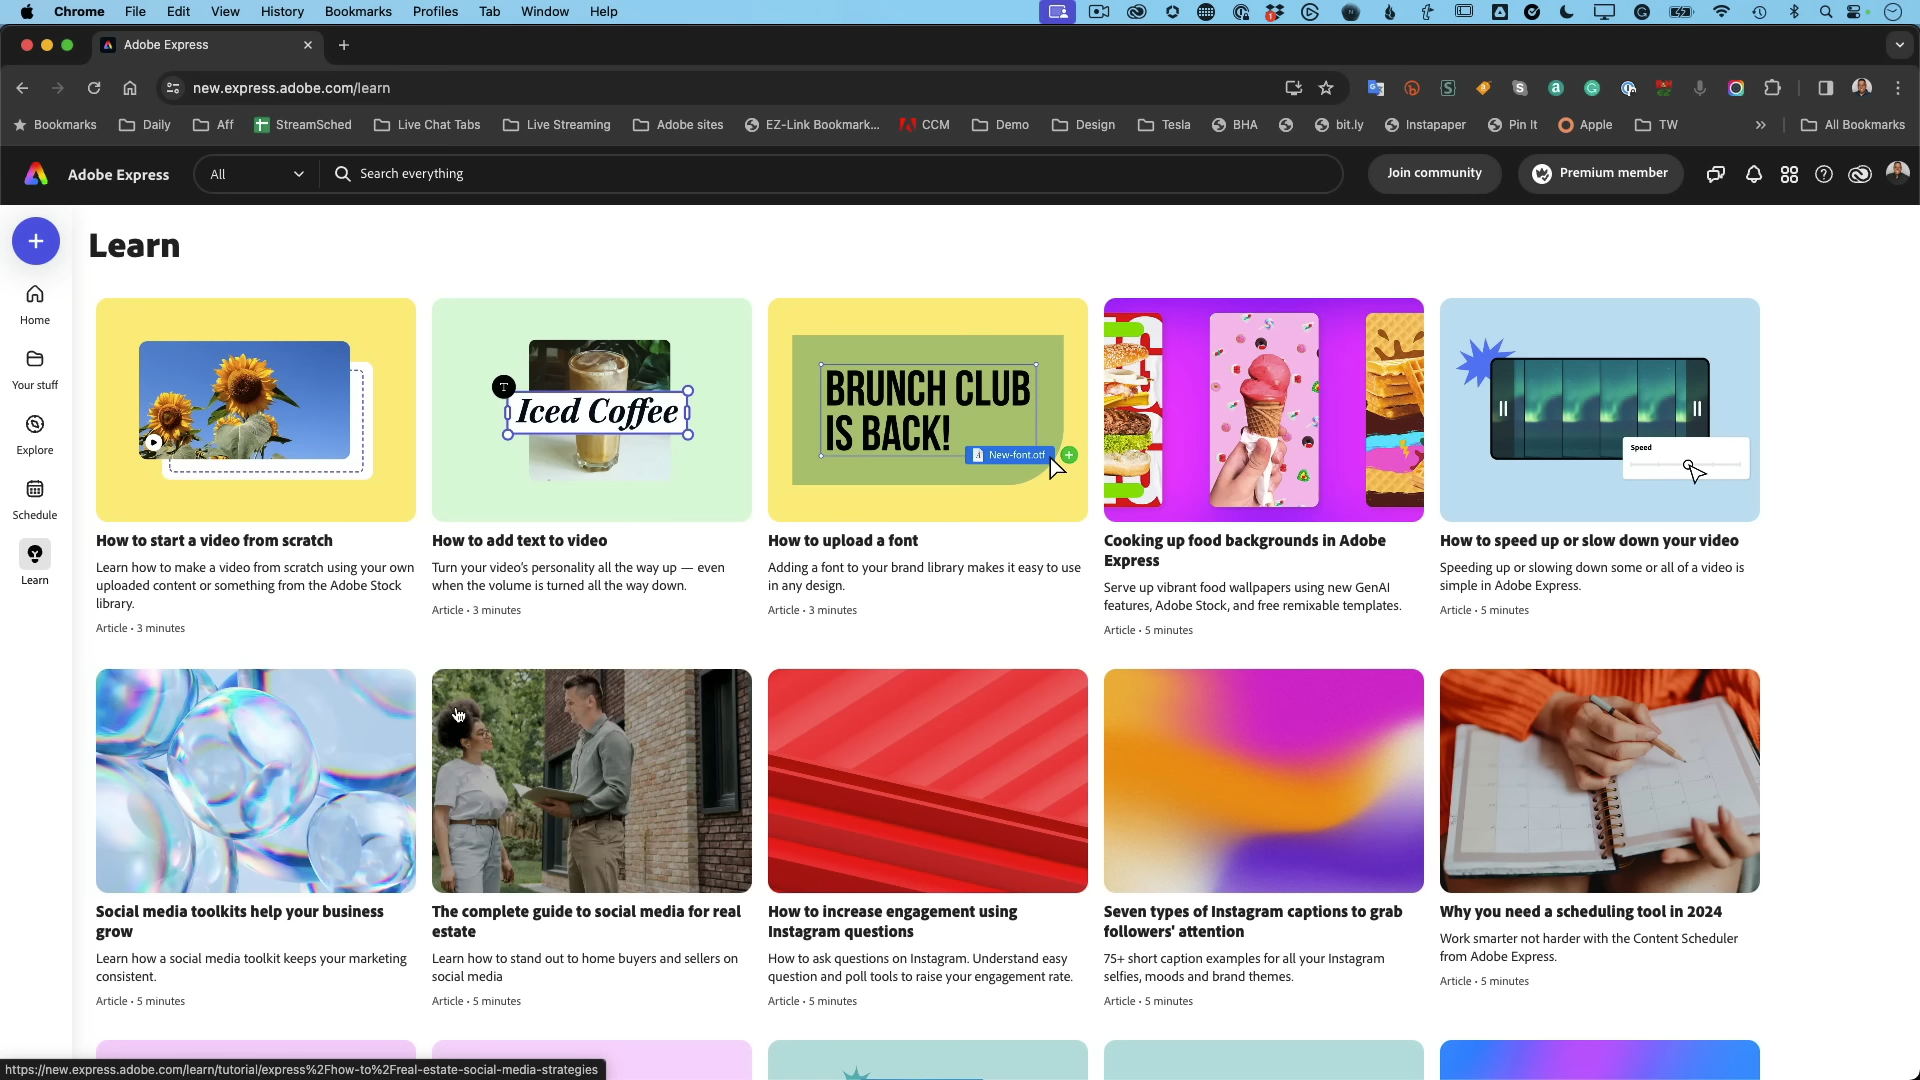 Chrome File Edit View History Bookmarks Profiles Tab Window Help
Adobe Express
new.express.adobe.com/learn
Bookmarks Daily Aff StreamSched Live Chat Tabs Live Streaming Adobe sites EZ-Link Bookmark... CCM Demo Design Tesla BHA bit.ly Instapaper Pin It Apple TW » All Bookmarks
Adobe Express All Search everything Join community Premium member
Learn
Home
Your stuff
Explore
Schedule
Learn
T
Iced Coffee
BRUNCH CLUB
IS BACK!
New-font.otf
Speed
How to start a video from scratch
Learn how to make a video from scratch using your own
uploaded content or something from the Adobe Stock
library.
Article • 3 minutes
How to add text to video
Turn your video's personality all the way up — even
when the volume is turned all the way down.
Article • 3 minutes
How to upload a font
Adding a font to your brand library makes it easy to use
in any design.
Article • 3 minutes
Cooking up food backgrounds in Adobe
Express
Serve up vibrant food wallpapers using new GenAI
features, Adobe Stock, and free remixable templates.
Article • 5 minutes
How to speed up or slow down your video
Speeding up or slowing down some or all of a video is
simple in Adobe Express.
Article • 5 minutes
Social media toolkits help your business
grow
Learn how a social media toolkit keeps your marketing
consistent.
Article • 5 minutes
The complete guide to social media for real
estate
Learn how to stand out to home buyers and sellers on
social media
Article • 5 minutes
How to increase engagement using
Instagram questions
How to ask questions on Instagram. Understand easy
question and poll tools to raise your engagement rate.
Article • 5 minutes
Seven types of Instagram captions to grab
followers' attention
75+ short caption examples for all your Instagram
selfies, moods and brand themes.
Article • 5 minutes
Why you need a scheduling tool in 2024
Work smarter not harder with the Content Scheduler
from Adobe Express.
Article • 5 minutes
https://new.express.adobe.com/learn/tutorial/express%2Fhow-to%2Freal-estate-social-media-strategies